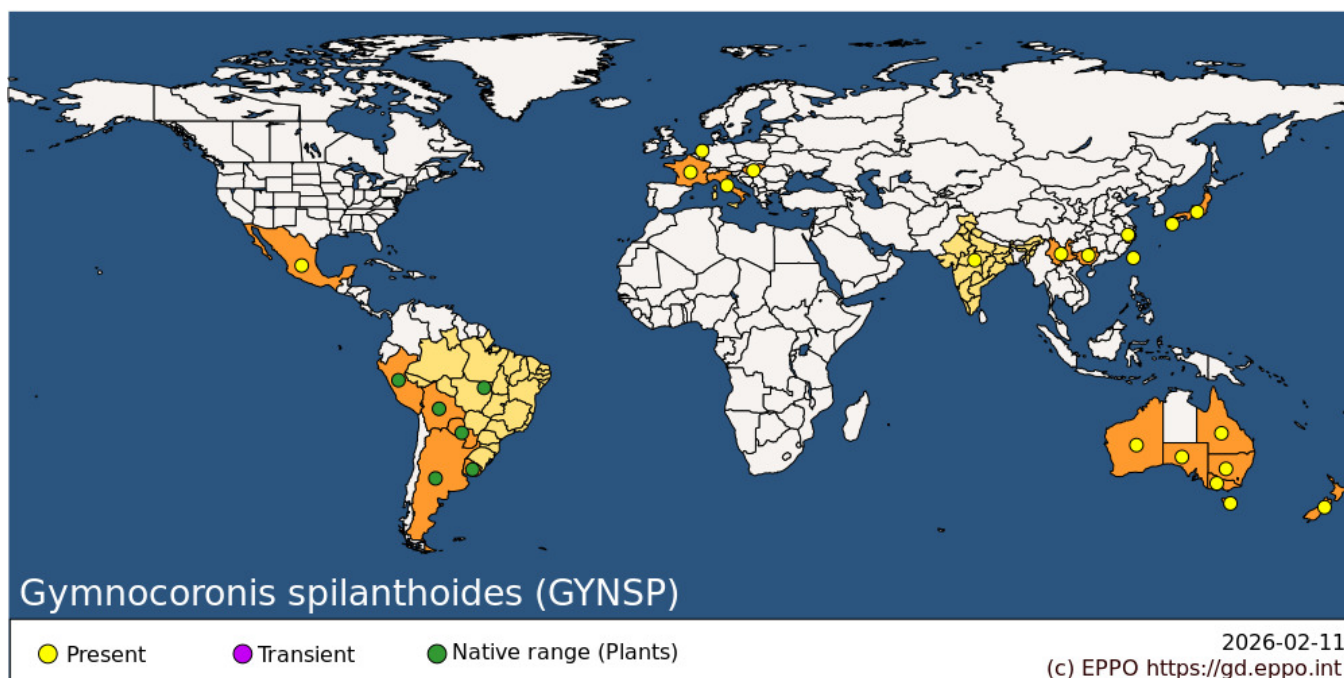 Gymnocoronis spilanthoides (GYNSP)
Present
Transient
Native range (Plants)
2026-02-11
(c) EPPO https://gd.eppo.int